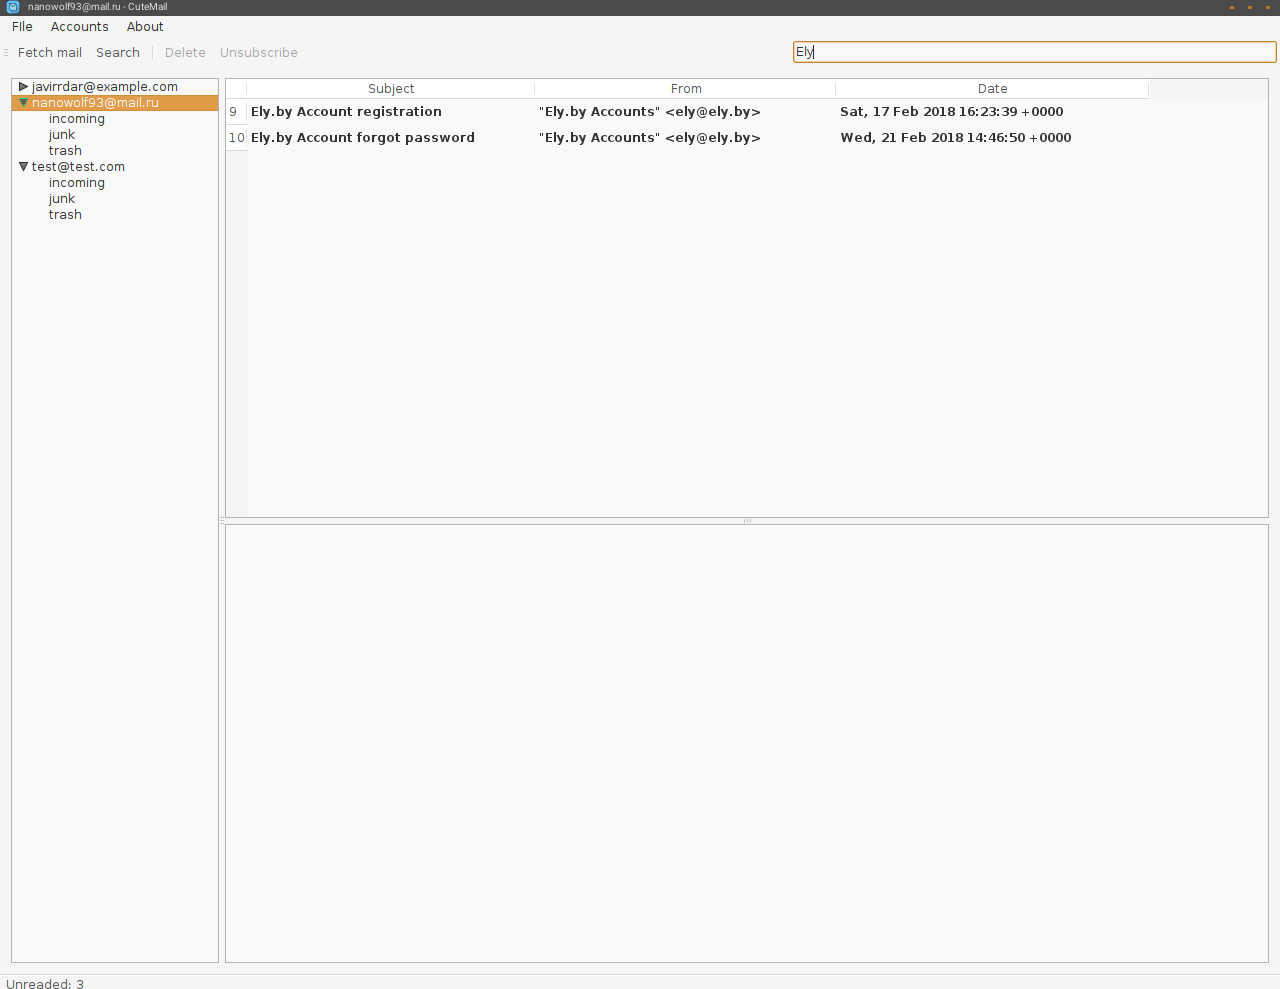 nanowolf93@mail.ru - CuteMail
FIle Accounts About
Fetch mail Search Delete Unsubscribe Ely
javirrdar@example.com
nanowolf93@mail.ru
incoming
junk
trash
test@test.com
incoming
junk
trash
Subject From Date
9 Ely.by Account registration "Ely.by Accounts" <ely@ely.by> Sat, 17 Feb 2018 16:23:39 +0000
10 Ely.by Account forgot password "Ely.by Accounts" <ely@ely.by> Wed, 21 Feb 2018 14:46:50 +0000
Unreaded: 3